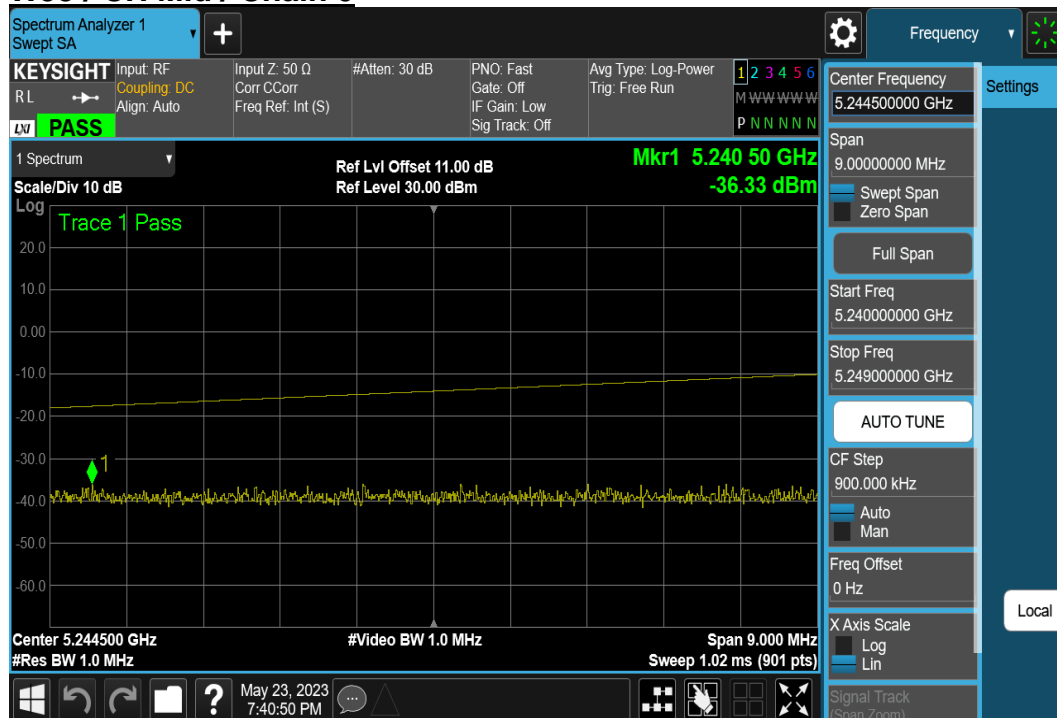 Spectrum Analyzer 1
Swept SA
+
Frequency
KEYSIGHT
RL
LXI PASS
Input: RF
Coupling: DC
Align: Auto
Input Z: 50 Ω
Corr CCorr
Freq Ref: Int (S)
#Atten: 30 dB
PNO: Fast
Gate: Off
IF Gain: Low
Sig Track: Off
Avg Type: Log-Power
Trig: Free Run
1 2 3 4 5 6
M W W W W W
P N N N N N
1 Spectrum
Scale/Div 10 dB
Ref Lvl Offset 11.00 dB
Ref Level 30.00 dBm
Mkr1 5.240 50 GHz
-36.33 dBm
Log
Trace 1 Pass
20.0
10.0
0.00
-10.0
-20.0
-30.0
1
-40.0
-50.0
-60.0
Center 5.244500 GHz
#Res BW 1.0 MHz
#Video BW 1.0 MHz
Span 9.000 MHz
Sweep 1.02 ms (901 pts)
?
May 23, 2023
7:40:50 PM
Center Frequency
5.244500000 GHz
Settings
Span
9.00000000 MHz
Swept Span
Zero Span
Full Span
Start Freq
5.240000000 GHz
Stop Freq
5.249000000 GHz
AUTO TUNE
CF Step
900.000 kHz
Auto
Man
Freq Offset
0 Hz
Local
X Axis Scale
Log
Lin
Signal Track
(Span Zoom)